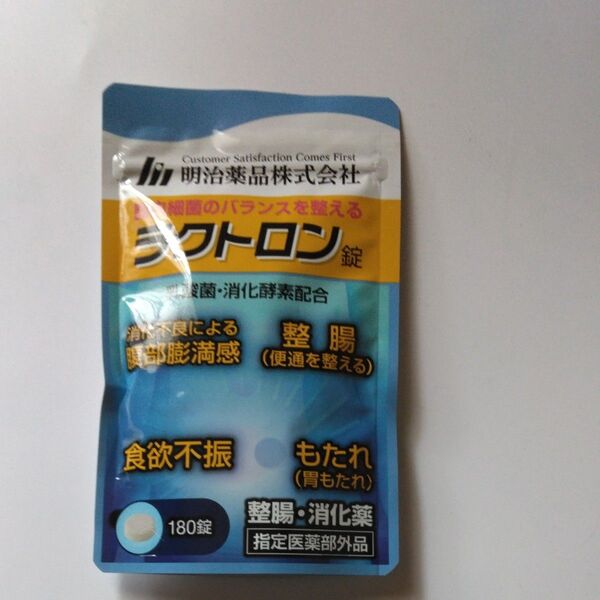 Customer Satisfaction Comes First
明治薬品株式会社
細菌のバランスを整える
ラクトロン錠
乳酸菌・消化酵素配合
消化不良による
腹部膨満感
整腸
(便通を整える)
食欲不振
もたれ
(胃もたれ)
180錠
整腸・消化薬
指定医薬部外品